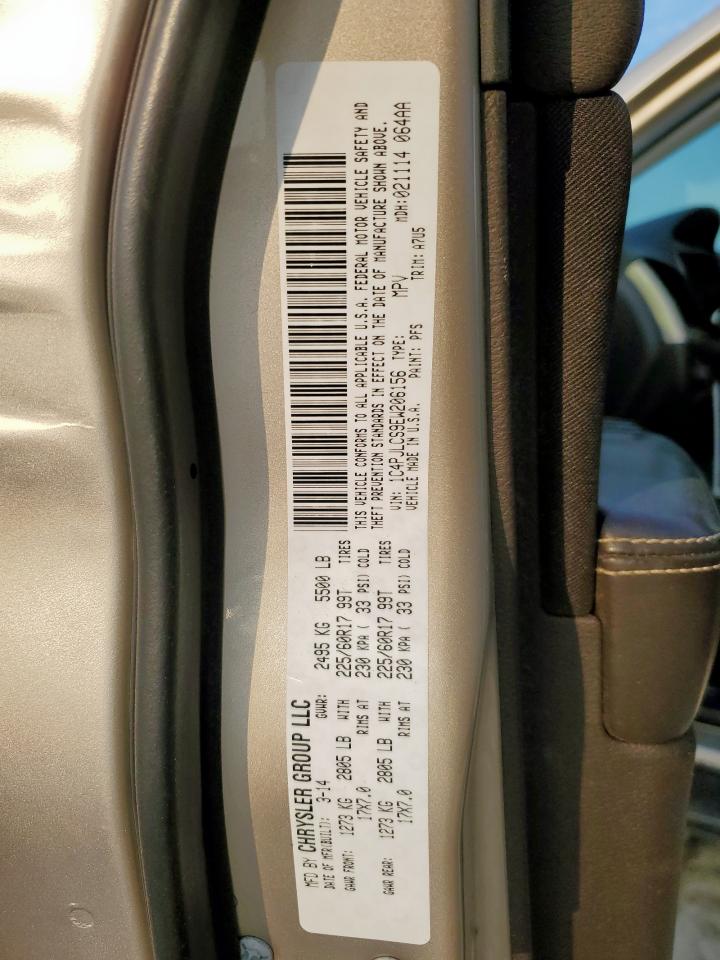 MFD BY CHRYSLER GROUP LLC
DATE OF MFR(BUILT): 3-14 GVWR: 2495 KG 5500 LB
GAWR FRONT: 1273 KG 2805 LB WITH 225/60R17 99T TIRES
17X7.0 RIMS AT 230 KPA ( 33 PSI) COLD
GAWR REAR: 1273 KG 2805 LB WITH 225/60R17 99T TIRES
17X7.0 RIMS AT 230 KPA ( 33 PSI) COLD
THIS VEHICLE CONFORMS TO ALL APPLICABLE U.S.A. FEDERAL MOTOR VEHICLE SAFETY AND
THEFT PREVENTION STANDARDS IN EFFECT ON THE DATE OF MANUFACTURE SHOWN ABOVE.
VIN: 1C4PJLCS9EW206156 TYPE: MPV MDH:021114 064AA
VEHICLE MADE IN U.S.A. PAINT: PFS TRIM: A7U5